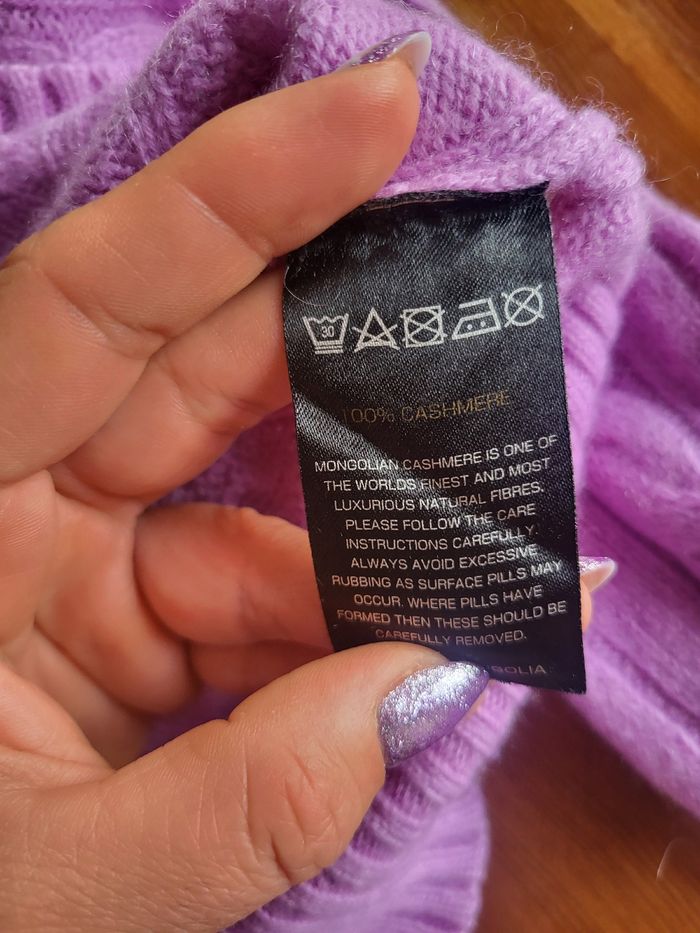 30
100% CASHMERE
MONGOLIAN CASHMERE IS ONE OF
THE WORLDS FINEST AND MOST
LUXURIOUS NATURAL FIBRES.
PLEASE FOLLOW THE CARE
INSTRUCTIONS CAREFULLY
ALWAYS AVOID EXCESSIVE
RUBBING AS SURFACE PILLS MAY
OCCUR. WHERE PILLS HAVE
FORMED THEN THESE SHOULD BE
CAREFULLY REMOVED.